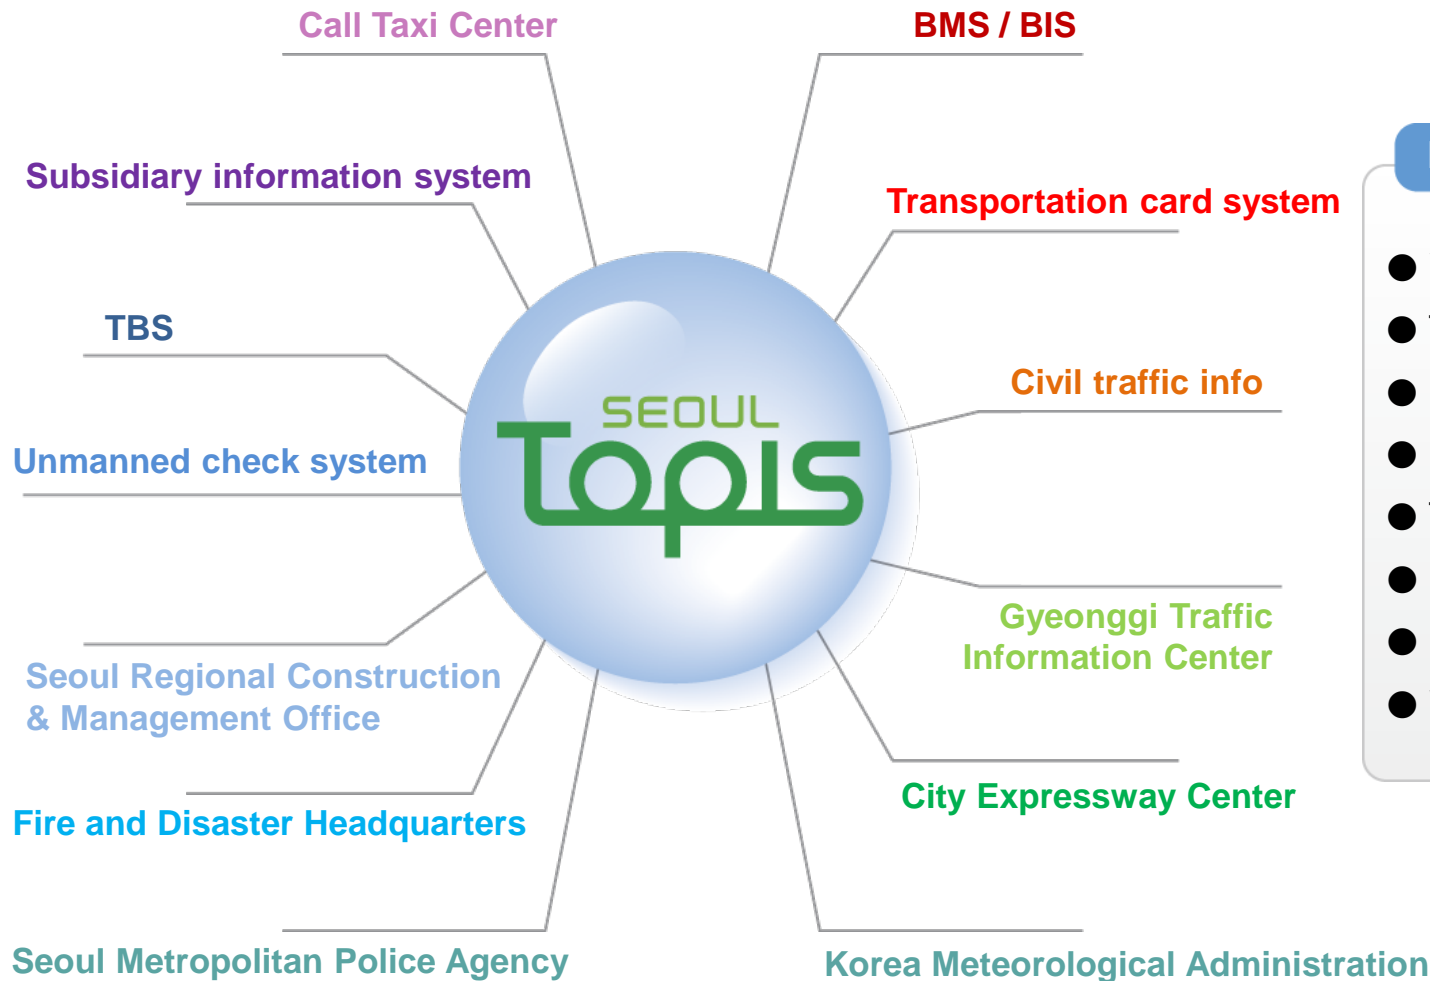 Call Taxi Center
BMS / BIS
Subsidiary information system
Transportation card system
TBS
Civil traffic info
SEOUL
TOPIS
Unmanned check system
Gyeonggi Traffic
Information Center
Seoul Regional Construction
& Management Office
City Expressway Center
Fire and Disaster Headquarters
Seoul Metropolitan Police Agency
Korea Meteorological Administration